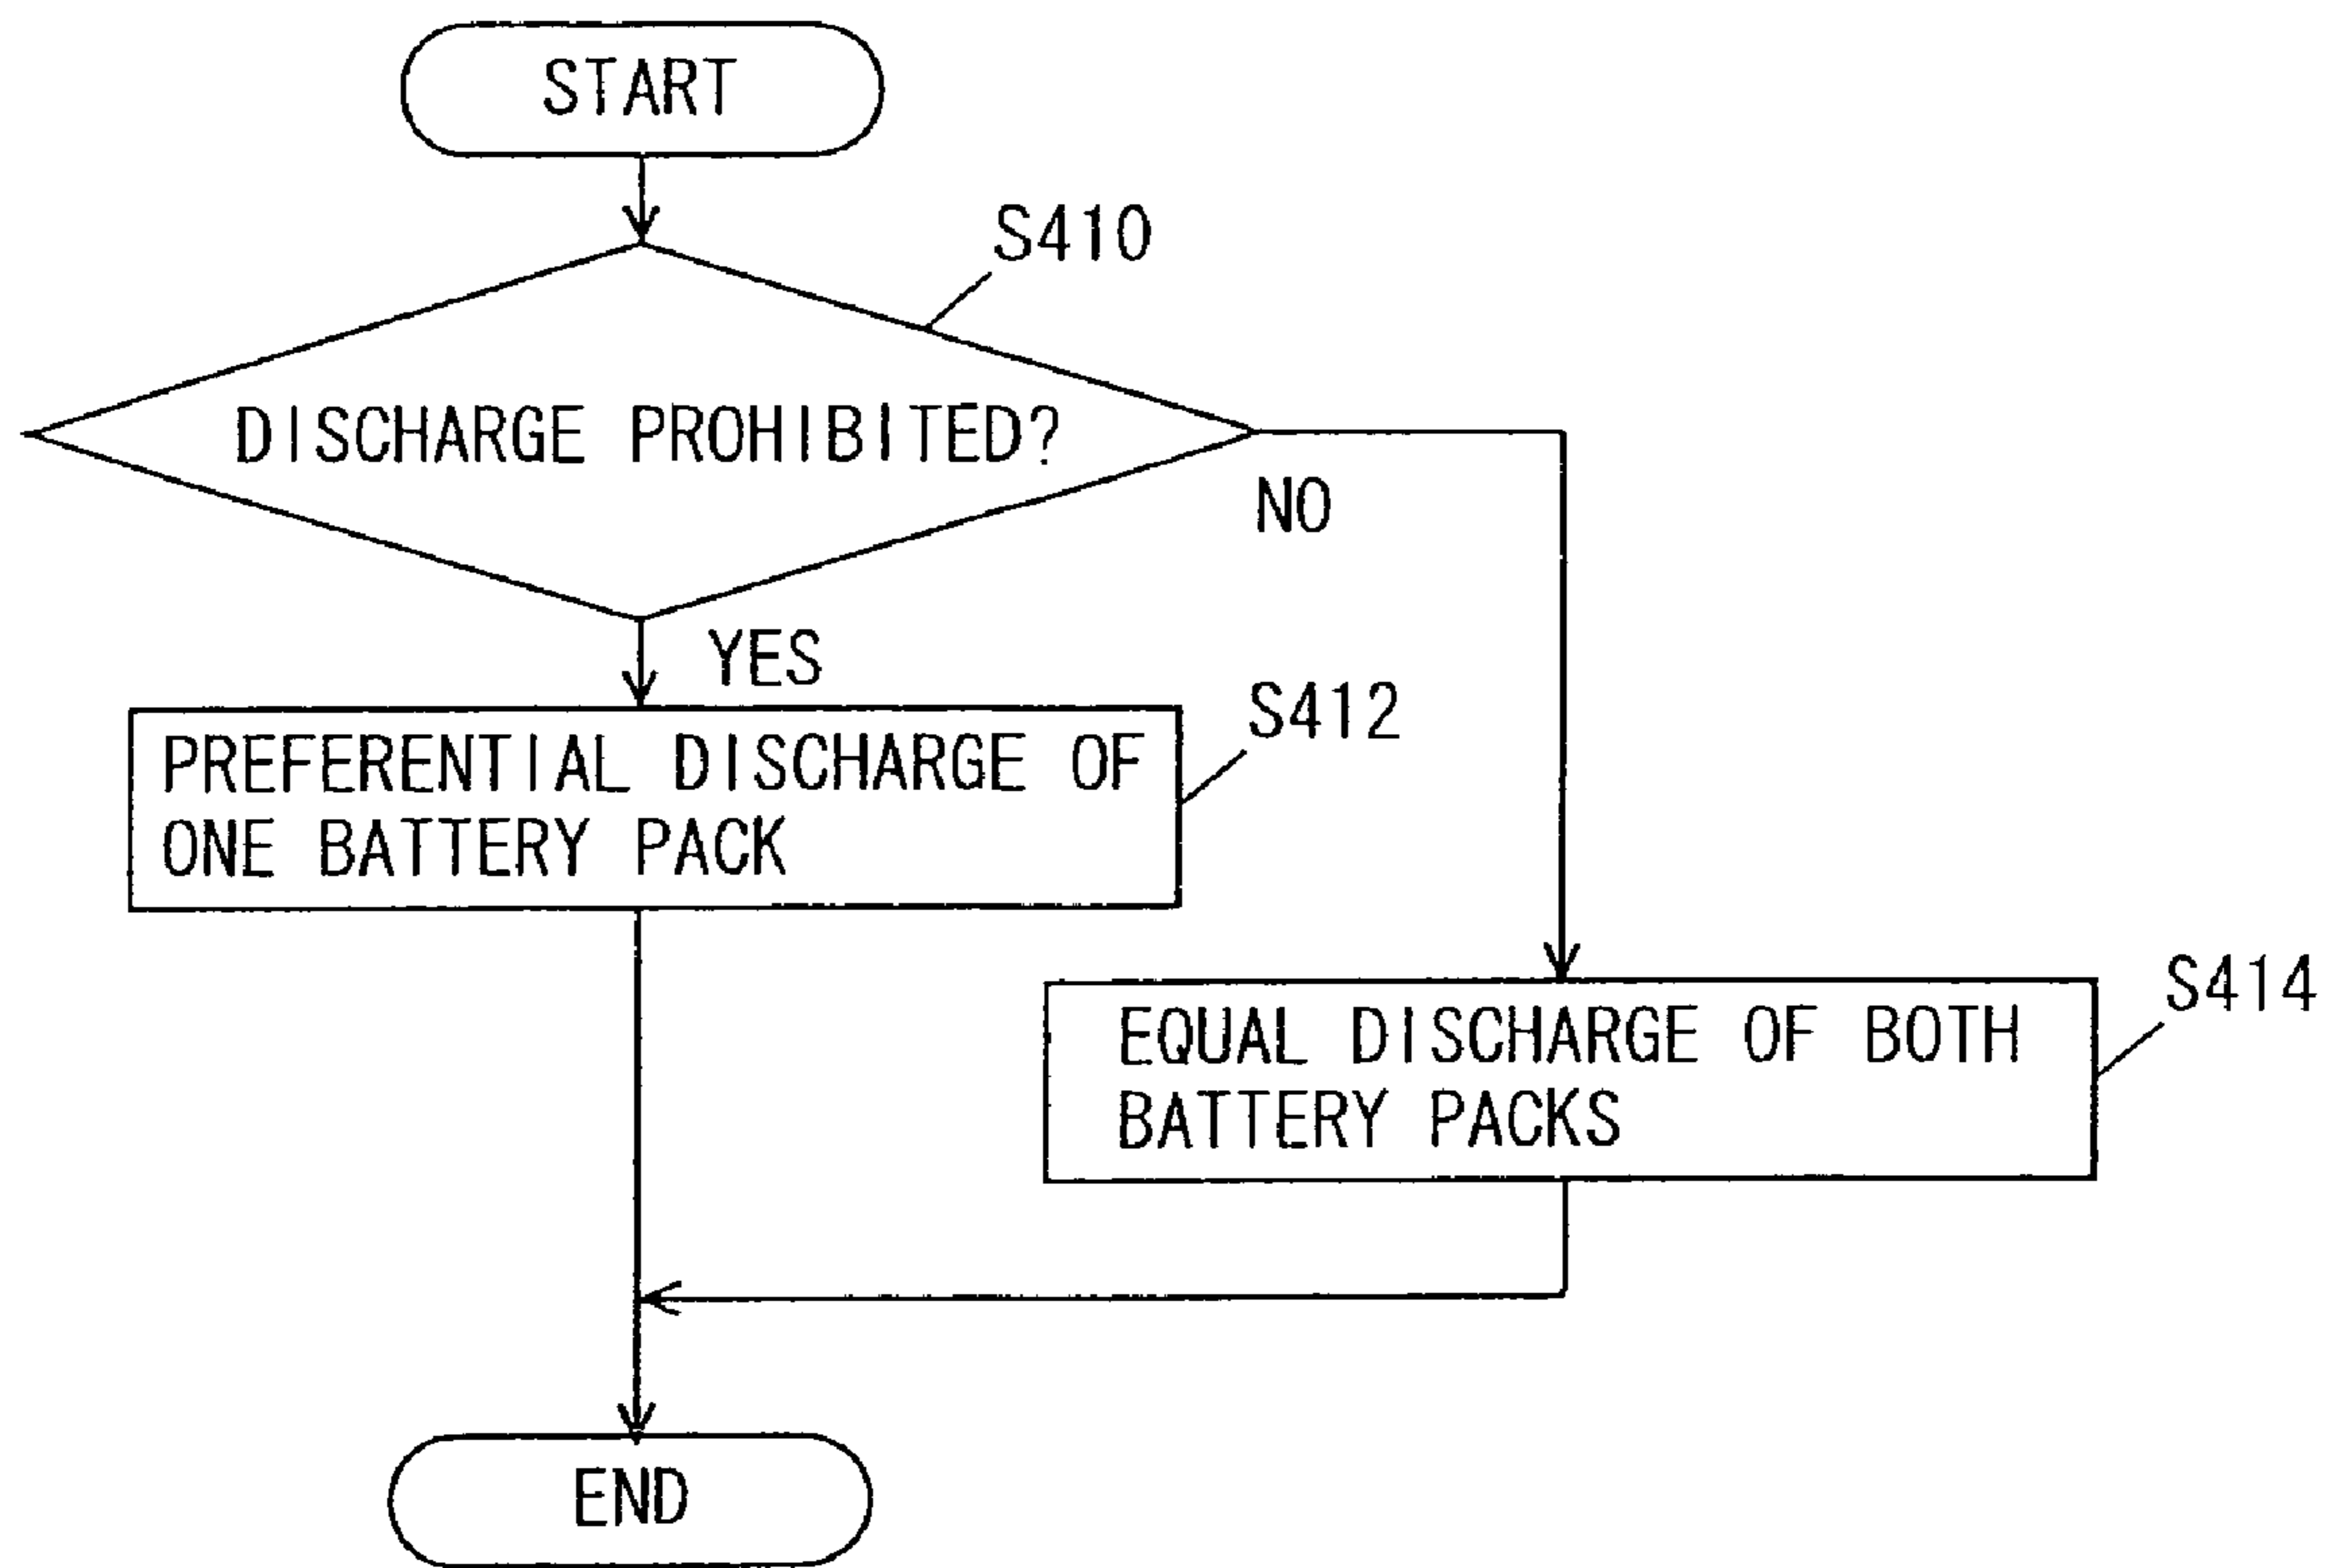 START
S410
DISCHARGE PROHIBITED?
NO
YES
S412
PREFERENTIAL DISCHARGE OF
ONE BATTERY PACK
S414
EQUAL DISCHARGE OF BOTH
BATTERY PACKS
END